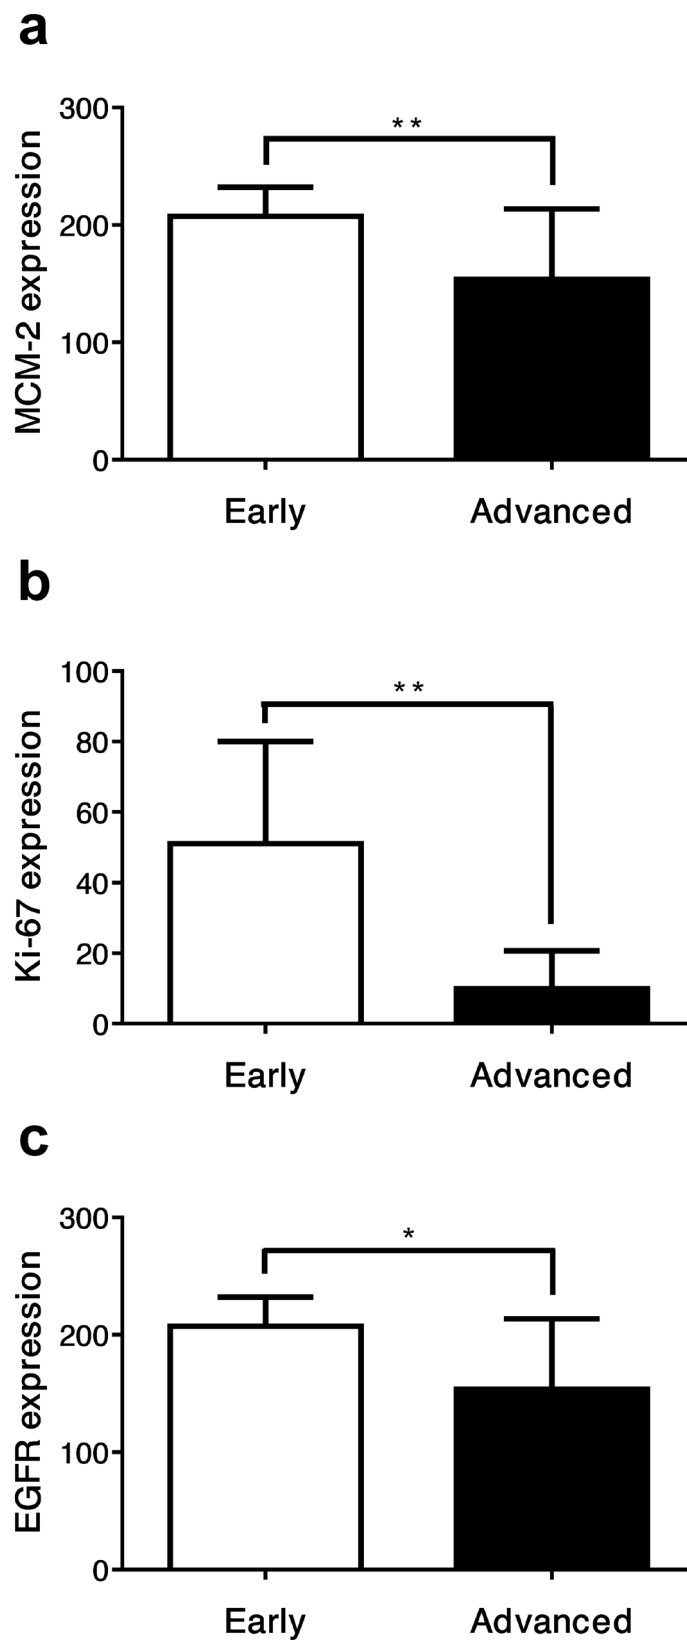 a
MCM-2 expression
300
200
100
0
**
Early Advanced
b
Ki-67 expression
100
80
60
40
20
0
**
Early Advanced
c
EGFR expression
300
200
100
0
*
Early Advanced